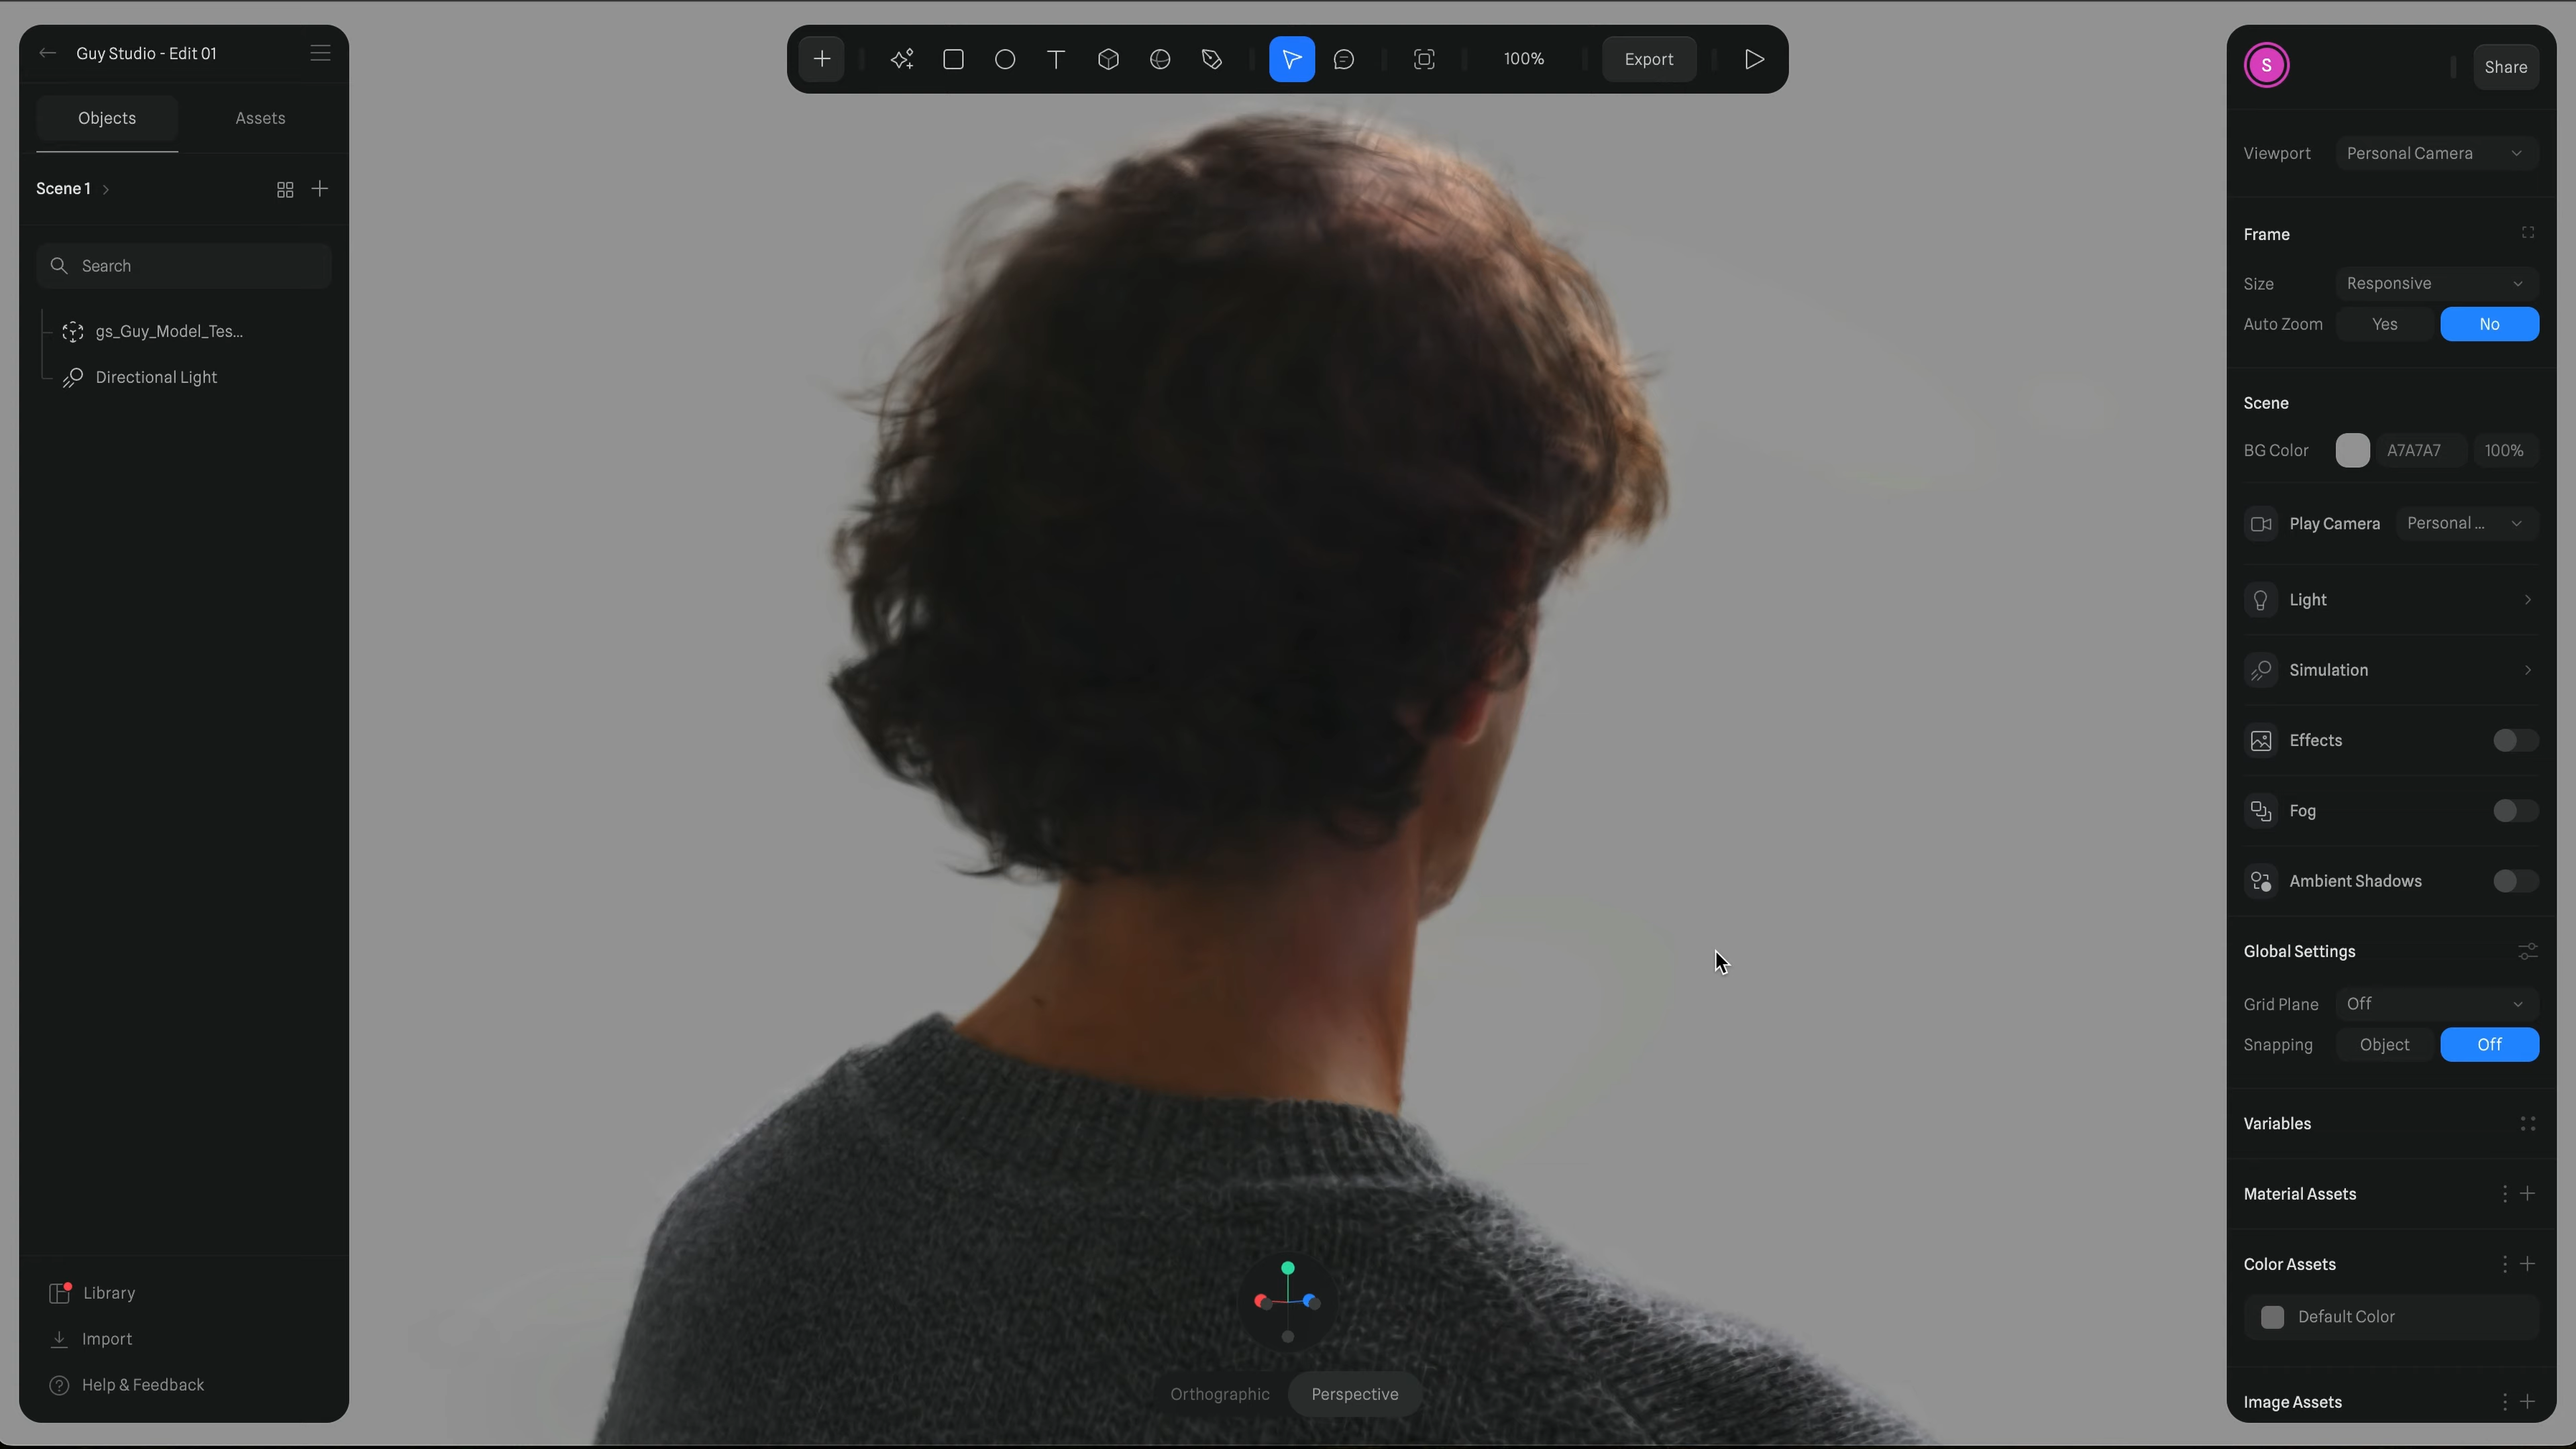 Guy Studio - Edit 01
Objects
Assets
Scene 1
Search
gs_Guy_Model_Tes...
Directional Light
Library
Import
Help & Feedback
T
100%
Export
Orthographic
Perspective
S
Share
Viewport
Personal Camera
Frame
Size
Responsive
Auto Zoom
Yes
No
Scene
BG Color
A7A7A7
100%
Play Camera
Personal ...
Light
Simulation
Effects
Fog
Ambient Shadows
Global Settings
Grid Plane
Off
Snapping
Object
Off
Variables
Material Assets
Color Assets
Default Color
Image Assets